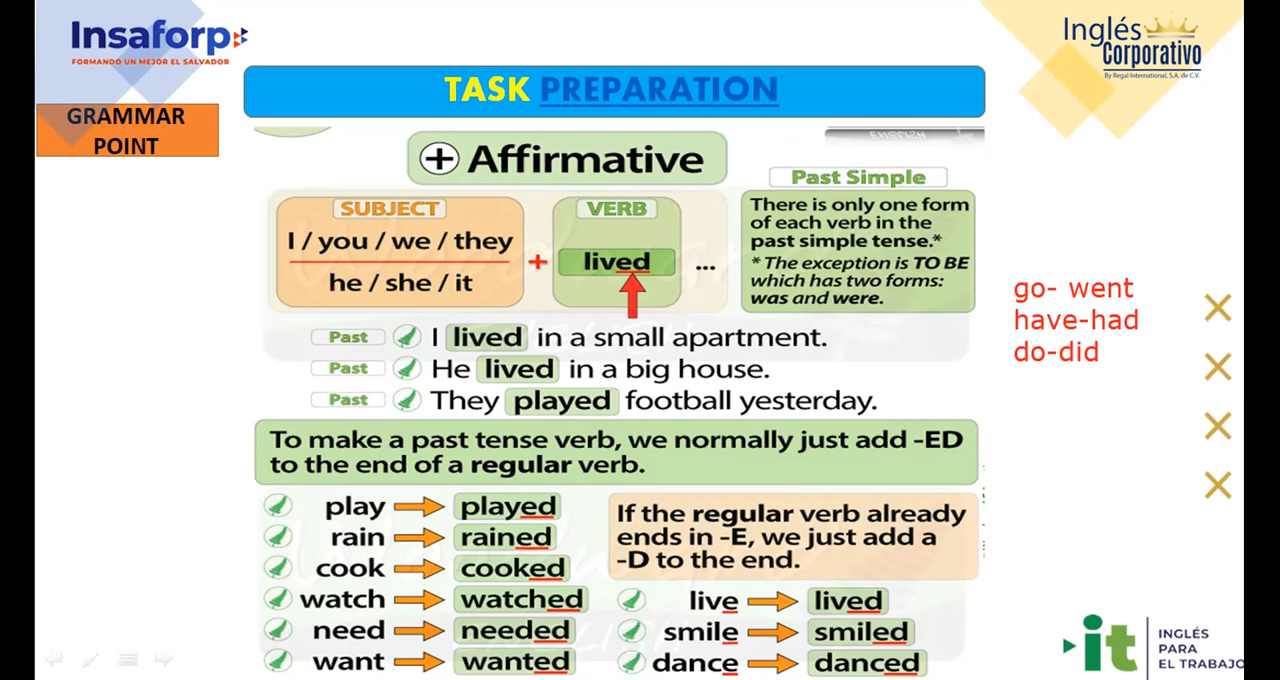 Insaforp
FORMANDO UN MEJOR EL SALVADOR
Inglés
Corporativo
By Regal International, S.A. de C.V.
TASK PREPARATION
GRAMMAR
POINT
ENGLISH
+ Affirmative
Past Simple
SUBJECT
I / you / we / they
he / she / it
+
VERB
lived
...
There is only one form
of each verb in the
past simple tense.*
* The exception is TO BE
which has two forms:
was and were.
go- went
have-had
do-did
Past I lived in a small apartment.
Past He lived in a big house.
Past They played football yesterday.
To make a past tense verb, we normally just add -ED
to the end of a regular verb.
play played
rain rained
cook cooked
watch watched
need needed
want wanted
If the regular verb already
ends in -E, we just add a
-D to the end.
live lived
smile smiled
dance danced
it
INGLÉS
PARA
EL TRABAJO